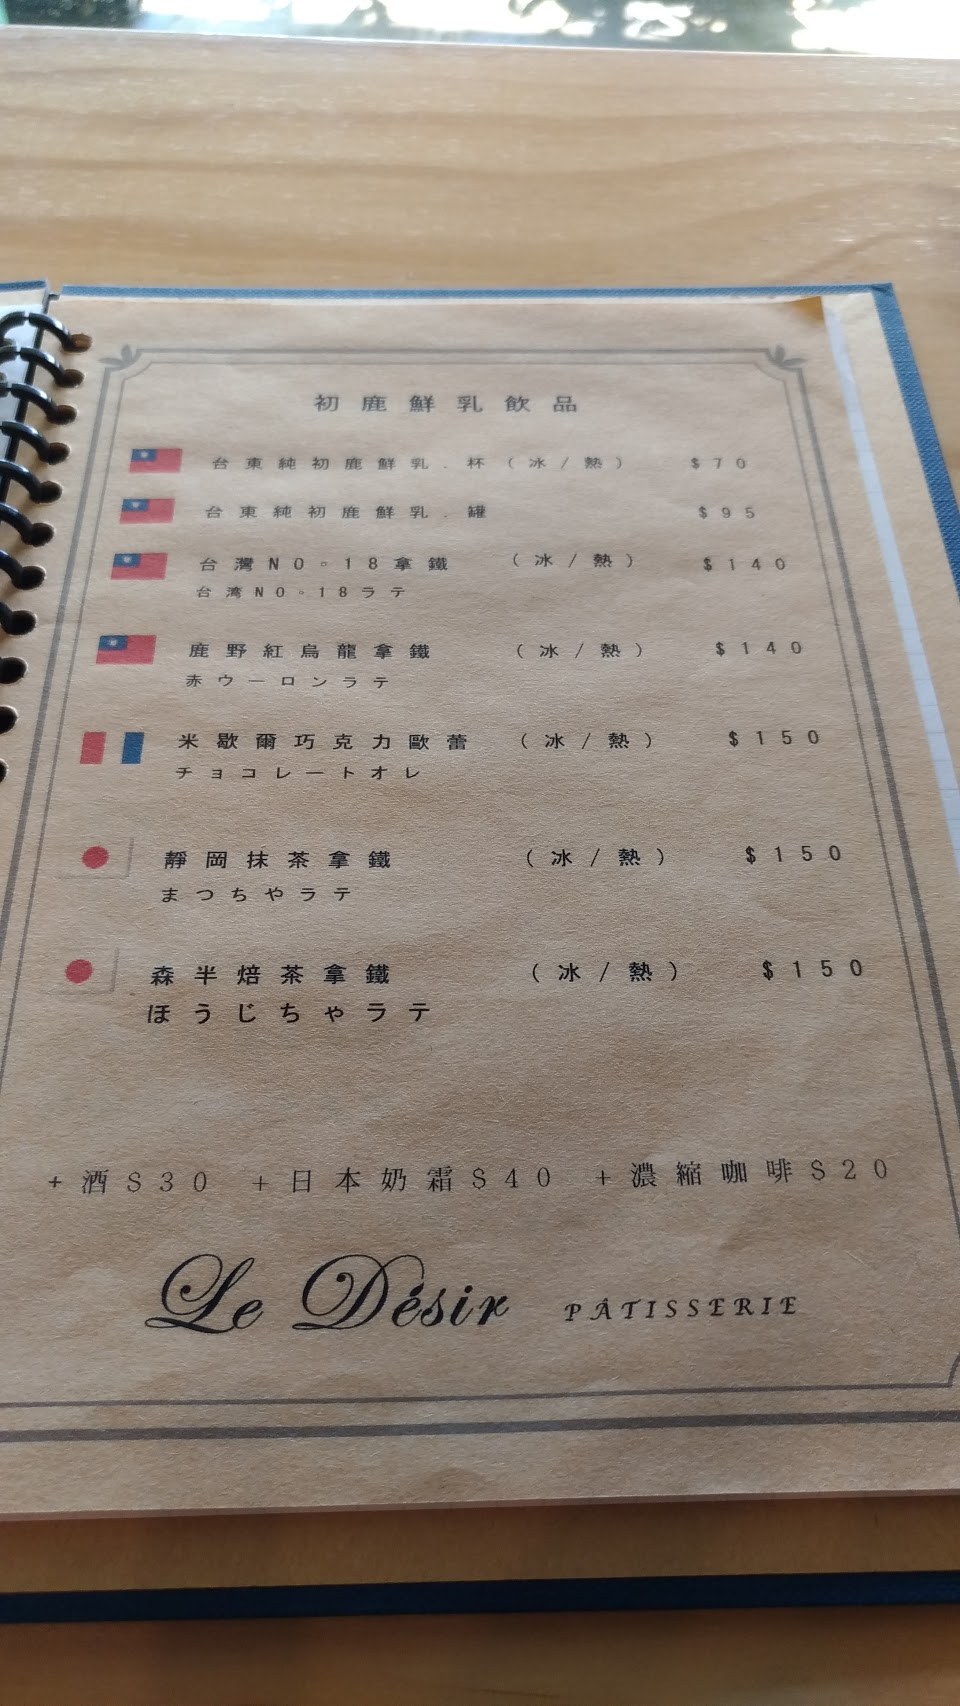 初鹿鮮乳飲品
台東純初鹿鮮乳.杯(冰/熱) $70
台東純初鹿鮮乳.罐 $95
台灣NO。18拿鐵 (冰/熱) $140
台湾NO。18ラテ
鹿野紅烏龍拿鐵 (冰/熱) $140
赤ウーロンラテ
米歇爾巧克力歐蕾 (冰/熱) $150
チョコレートオレ
靜岡抹茶拿鐵 (冰/熱) $150
まつちやラテ
森半焙茶拿鐵 (冰/熱) $150
ほうじちゃラテ
+酒$30 +日本奶霜$40 +濃縮咖啡$20
Le Désir PÂTISSERIE